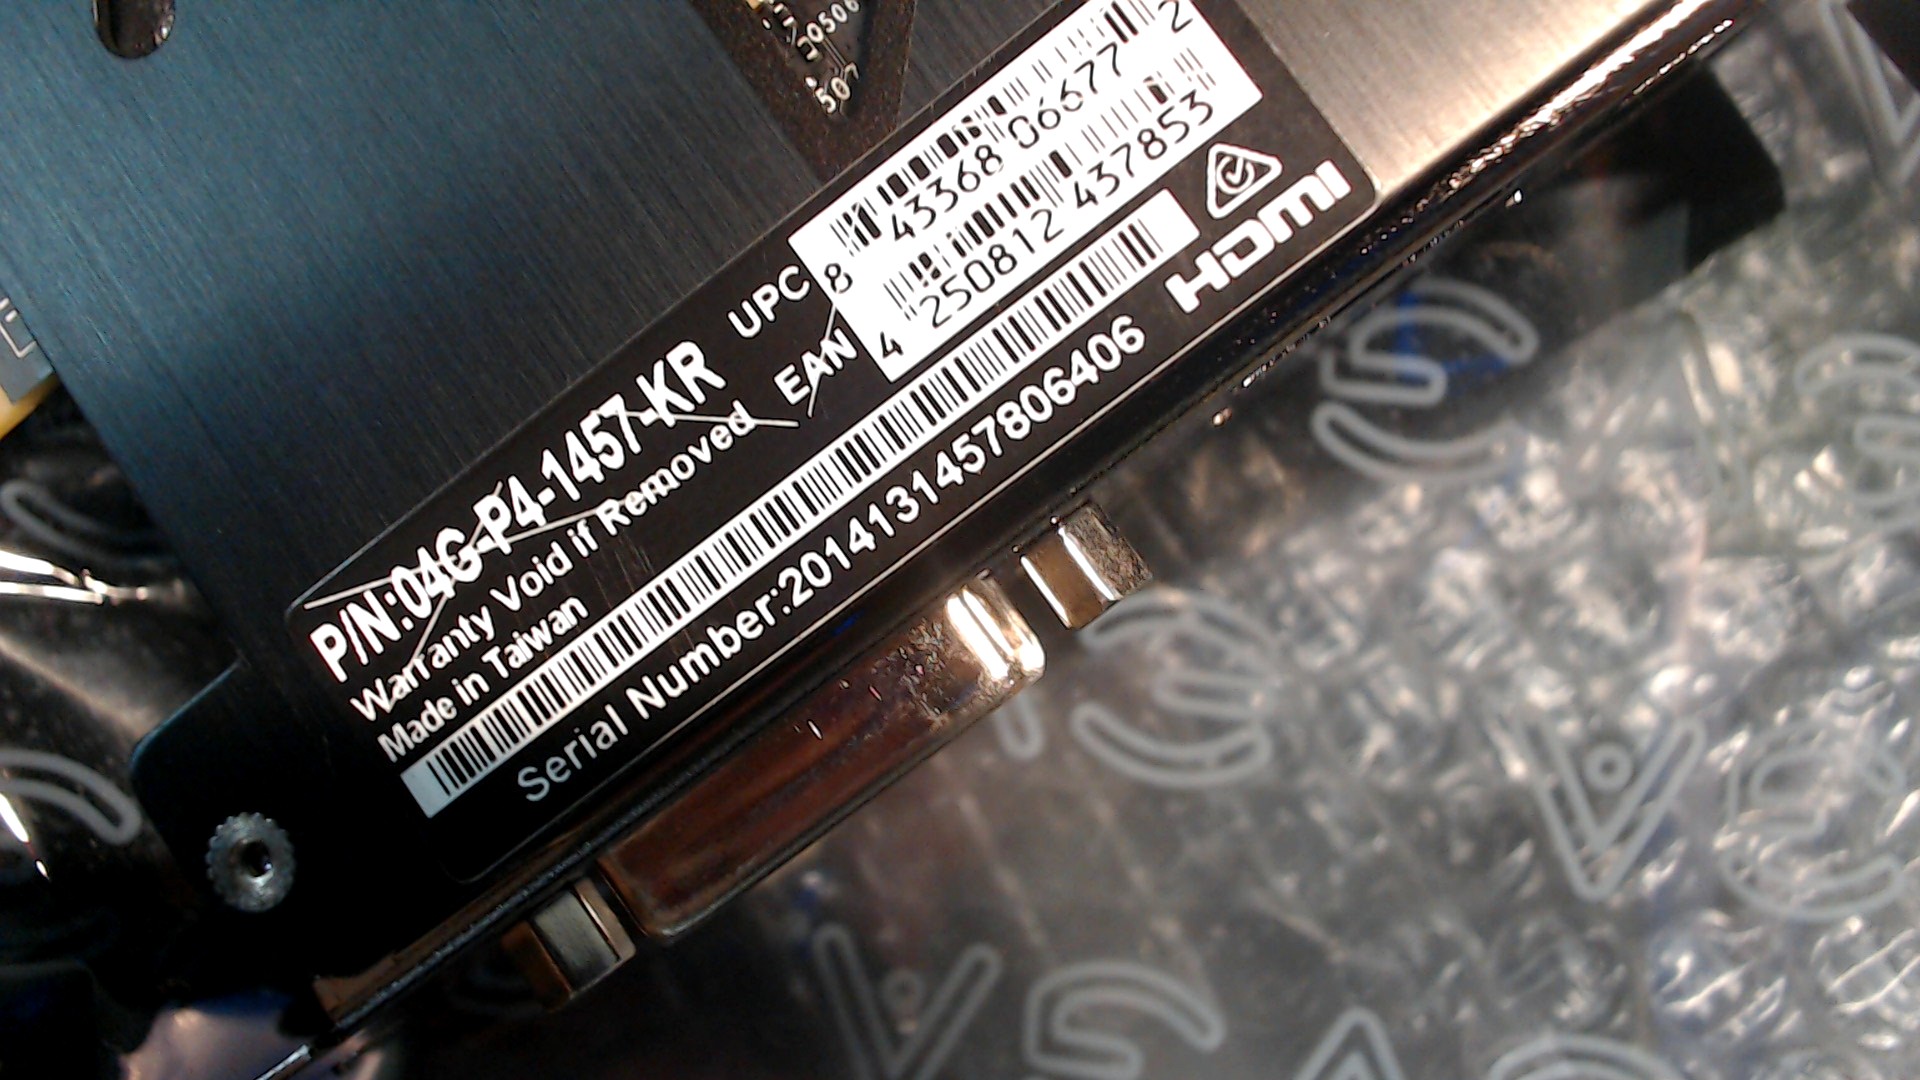 P/N:04G-P4-1457-KR
Warranty Void if Removed
Made in Taiwan
UPC
8 43368 06677 2
EAN
4 250812 437853
Serial Number:2014131457806406
HDMI
EVGA